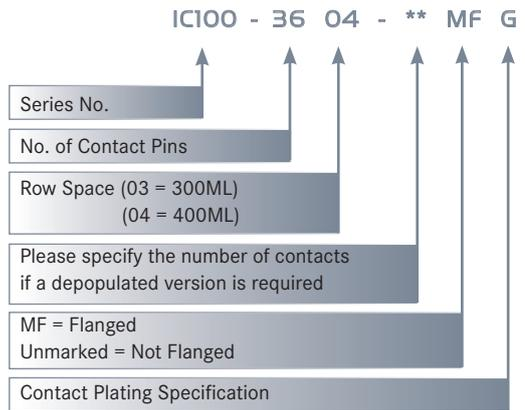 IC100 - 36 04 - ** MF G
Series No.
No. of Contact Pins
Row Space (03 = 300ML)
(04 = 400ML)
Please specify the number of contacts
if a depopulated version is required
MF = Flanged
Unmarked = Not Flanged
Contact Plating Specification